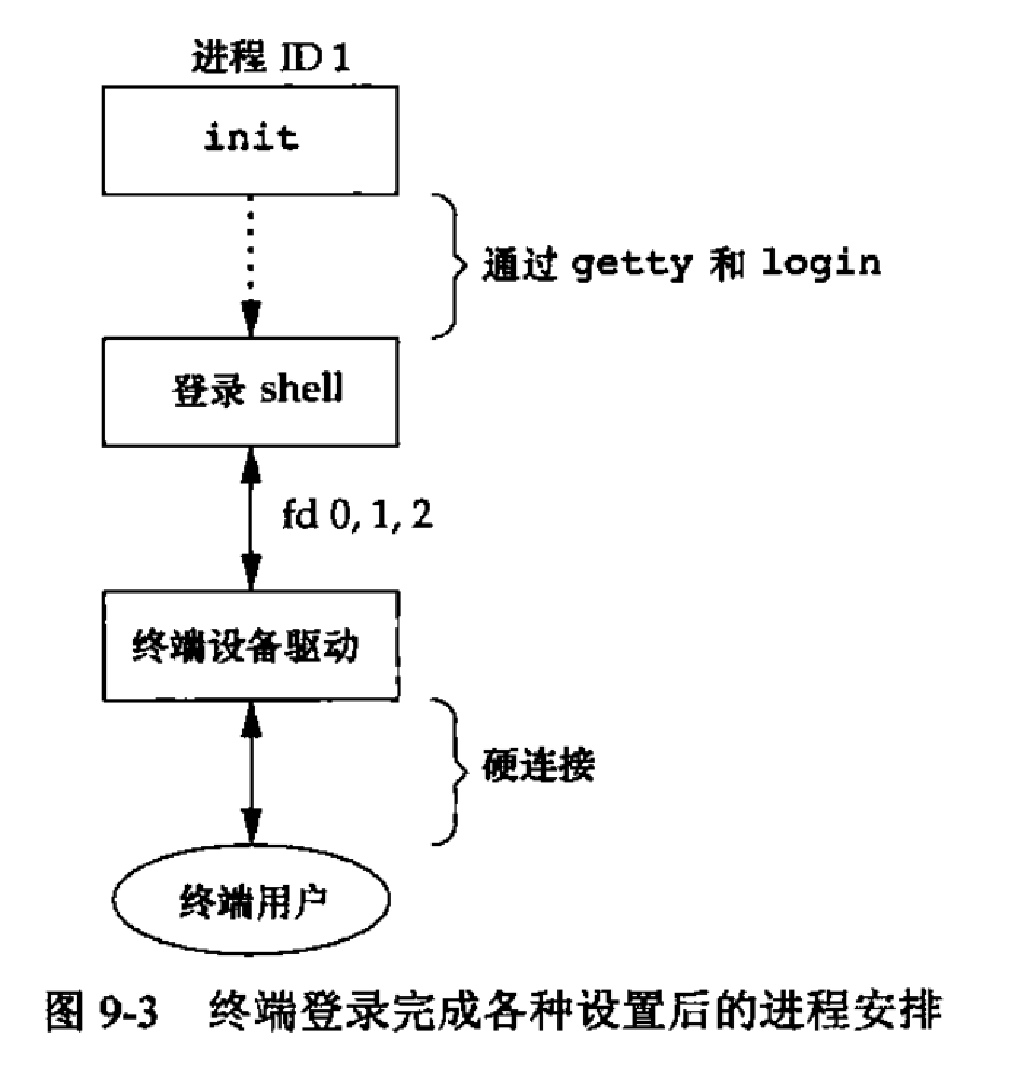 进程 ID 1
init
通过 getty 和 login
登录 shell
fd 0, 1, 2
终端设备驱动
硬连接
终端用户
图 9-3 终端登录完成各种设置后的进程安排